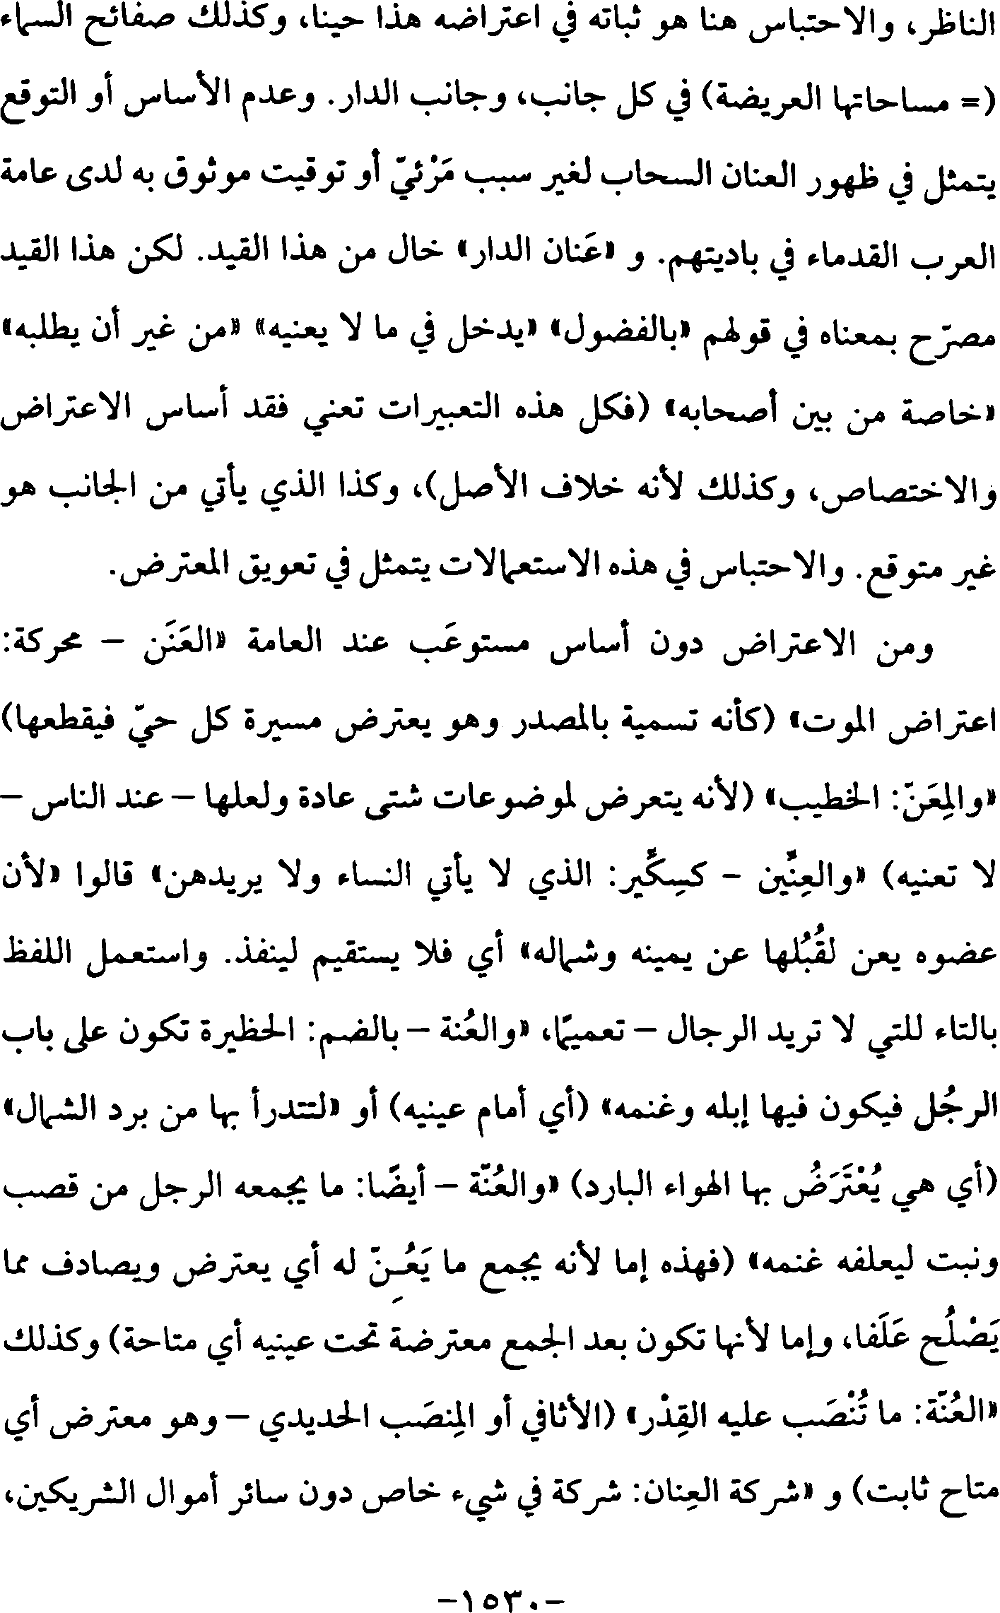 الناظر، والاحتباس هنا هو ثباته في اعتراضه هذا حينا، وكذلك صفائح السماء
(= مساحاتها العريضة) في كل جانب، وجانب الدار. وعدم الأساس أو التوقع
يتمثل في ظهور العنان السحاب لغير سبب مَرْئيّ أو توقيت موثوق به لدى عامة
العرب القدماء في باديتهم. و «عَنان الدار» خال من هذا القيد. لكن هذا القيد
مصرّح بمعناه في قولهم «بالفضول» «يدخل في ما لا يعنيه» «من غير أن يطلبه»
«خاصة من بين أصحابه» (فكل هذه التعبيرات تعني فقد أساس الاعتراض
والاختصاص، وكذلك لأنه خلاف الأصل)، وكذا الذي يأتي من الجانب هو
غير متوقع. والاحتباس في هذه الاستعمالات يتمثل في تعويق المعترض.
ومن الاعتراض دون أساس مستوعَب عند العامة «العَنَن – محركة:
اعتراض الموت» (كأنه تسمية بالمصدر وهو يعترض مسيرة كل حيّ فيقطعها)
«والمِعَنّ: الخطيب» (لأنه يتعرض لموضوعات شتى عادة ولعلها – عند الناس –
لا تعنيه) «والعِنِّين – كسِكِّير: الذي لا يأتي النساء ولا يريدهن» قالوا «لأن
عضوه يعن لقُبُلها عن يمينه وشماله» أي فلا يستقيم لينفذ. واستعمل اللفظ
بالتاء للتي لا تريد الرجال – تعميمًا، «والعُنة – بالضم: الحظيرة تكون على باب
الرجُل فيكون فيها إبله وغنمه» (أي أمام عينيه) أو «لتتدرأ بها من برد الشمال»
(أي هي يُعْتَرَضُ بها الهواء البارد) «والعُنّة – أيضًا: ما يجمعه الرجل من قصب
ونبت ليعلفه غنمه» (فهذه إما لأنه يجمع ما يَعُـِنّ له أي يعترض ويصادف مما
يَصْلُح عَلَفا، وإما لأنها تكون بعد الجمع معترضة تحت عينيه أي متاحة) وكذلك
«العُنّة: ما تُنْصَب عليه القِدْر» (الأثافي أو المِنصَب الحديدي – وهو معترض أي
متاح ثابت) و «شركة العِنان: شركة في شيء خاص دون سائر أموال الشريكين،
-١٥٣٠-